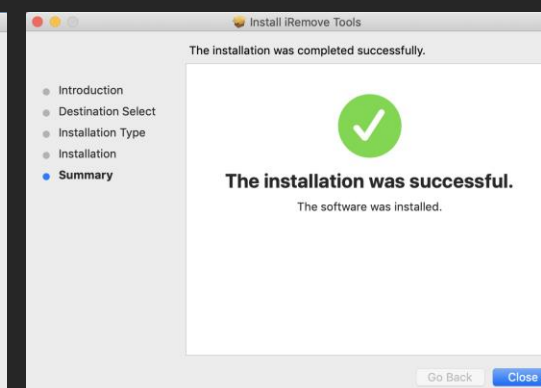 Install iRemove Tools
The installation was completed successfully.
Introduction
Destination Select
Installation Type
Installation
Summary
The installation was successful.
The software was installed.
Go Back
Close